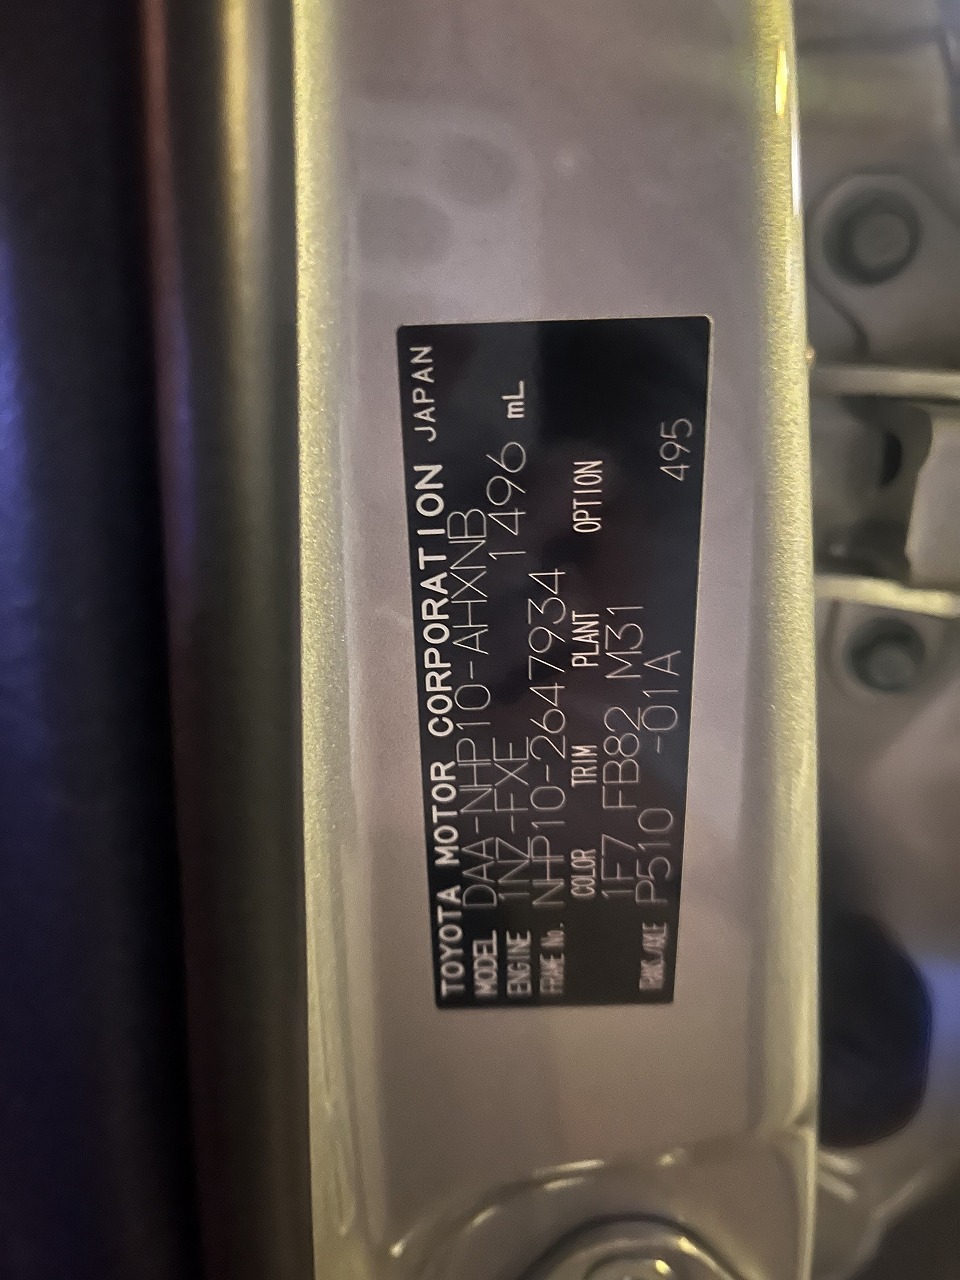 TOYOTA MOTOR CORPORATION JAPAN
MODEL DAA-NHP10-AHXNB
ENGINE 1NZ-FXE 1496 mL
FRAME No. NHP10-2647934
COLOR TRIM PLANT OPTION
1F7 FB82 M31
TRANS./AXLE P510 -01A 495